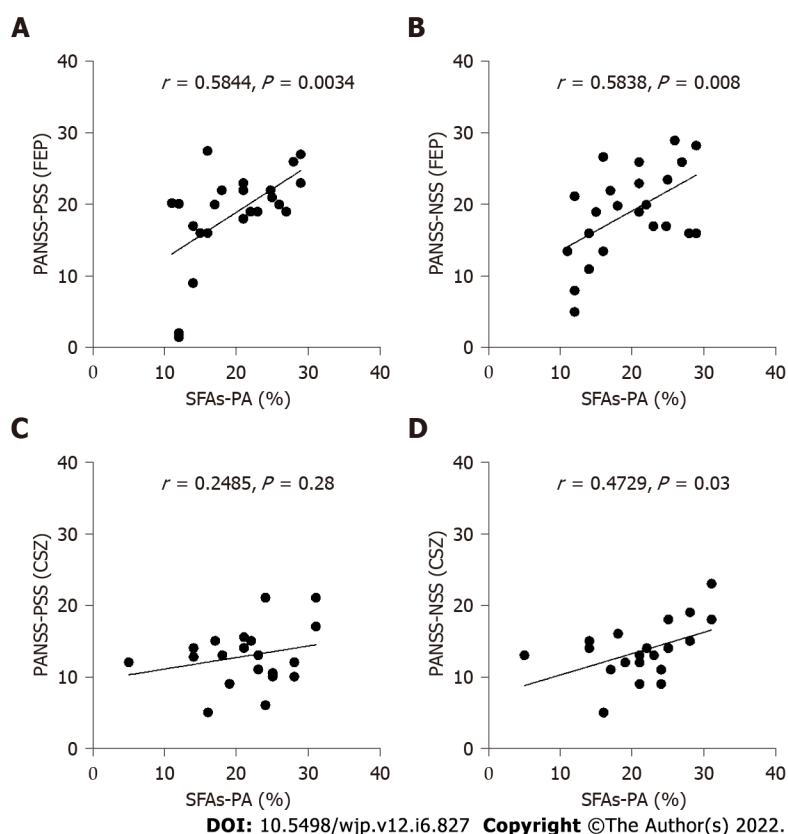 A
B
40
30
20
10
0
r = 0.5844, P = 0.0034
PANSS-PSS (FEP)
0 10 20 30 40
SFAs-PA (%)
40
30
20
10
0
r = 0.5838, P = 0.008
PANSS-NSS (FEP)
0 10 20 30 40
SFAs-PA (%)
C
D
40
30
20
10
0
r = 0.2485, P = 0.28
PANSS-PSS (CSZ)
0 10 20 30 40
SFAs-PA (%)
40
30
20
10
0
r = 0.4729, P = 0.03
PANSS-NSS (CSZ)
0 10 20 30 40
SFAs-PA (%)
DOI: 10.5498/wjp.v12.i6.827 Copyright ©The Author(s) 2022.